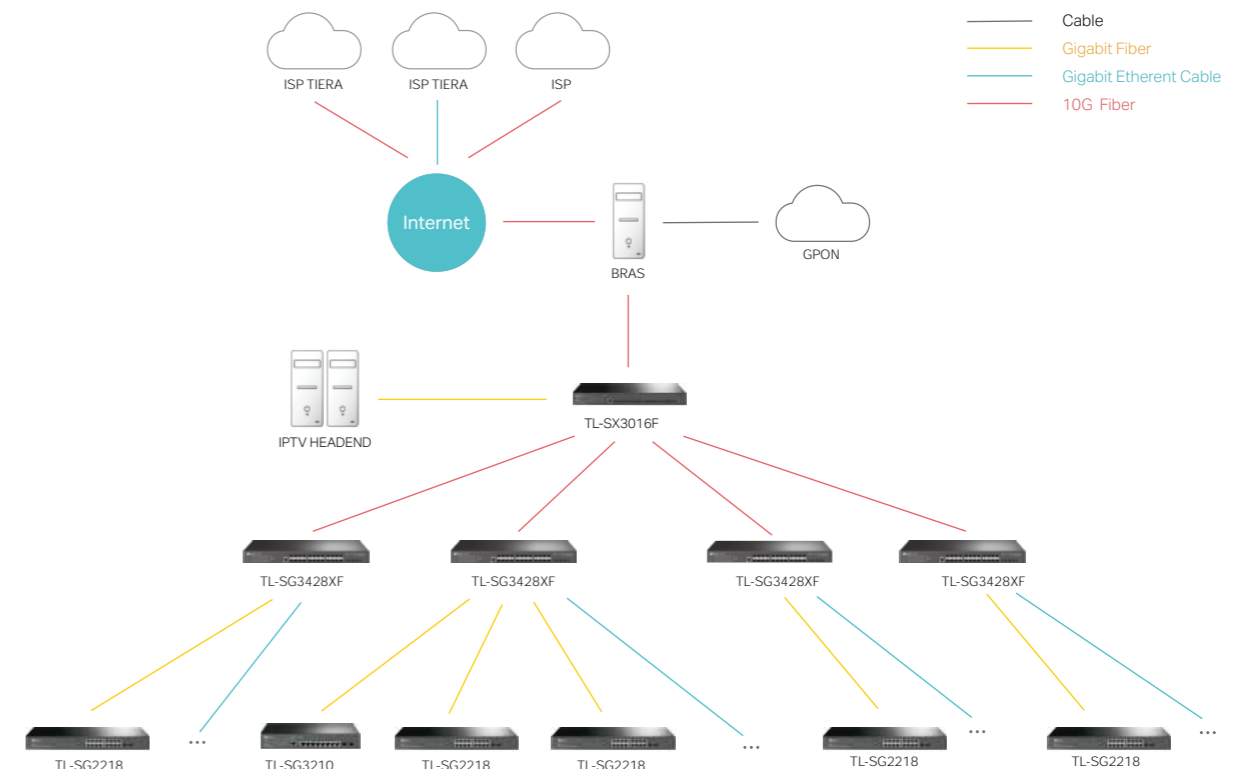 Cable
Gigabit Fiber
Gigabit Etherent Cable
10G Fiber
ISP TIERA
ISP TIERA
ISP
Internet
BRAS
GPON
IPTV HEADEND
TL-SX3016F
TL-SG3428XF
TL-SG3428XF
TL-SG3428XF
TL-SG3428XF
...
...
...
...
TL-SG2218
TL-SG3210
TL-SG2218
TL-SG2218
TL-SG2218
TL-SG2218